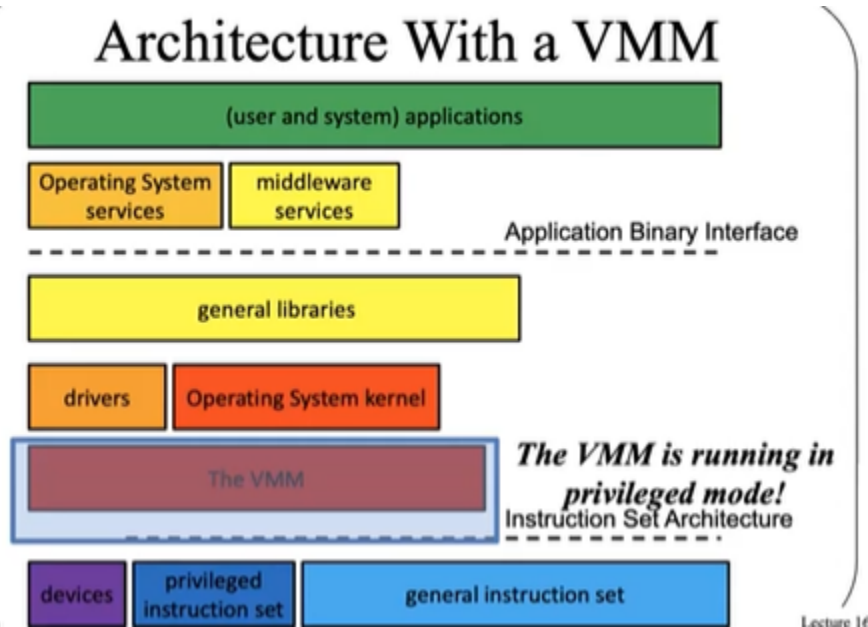 Architecture With a VMM
(user and system) applications
Operating System
services
middleware
services
Application Binary Interface
general libraries
drivers
Operating System kernel
The VMM
The VMM is running in
privileged mode!
Instruction Set Architecture
devices
privileged
instruction set
general instruction set
Lecture 16